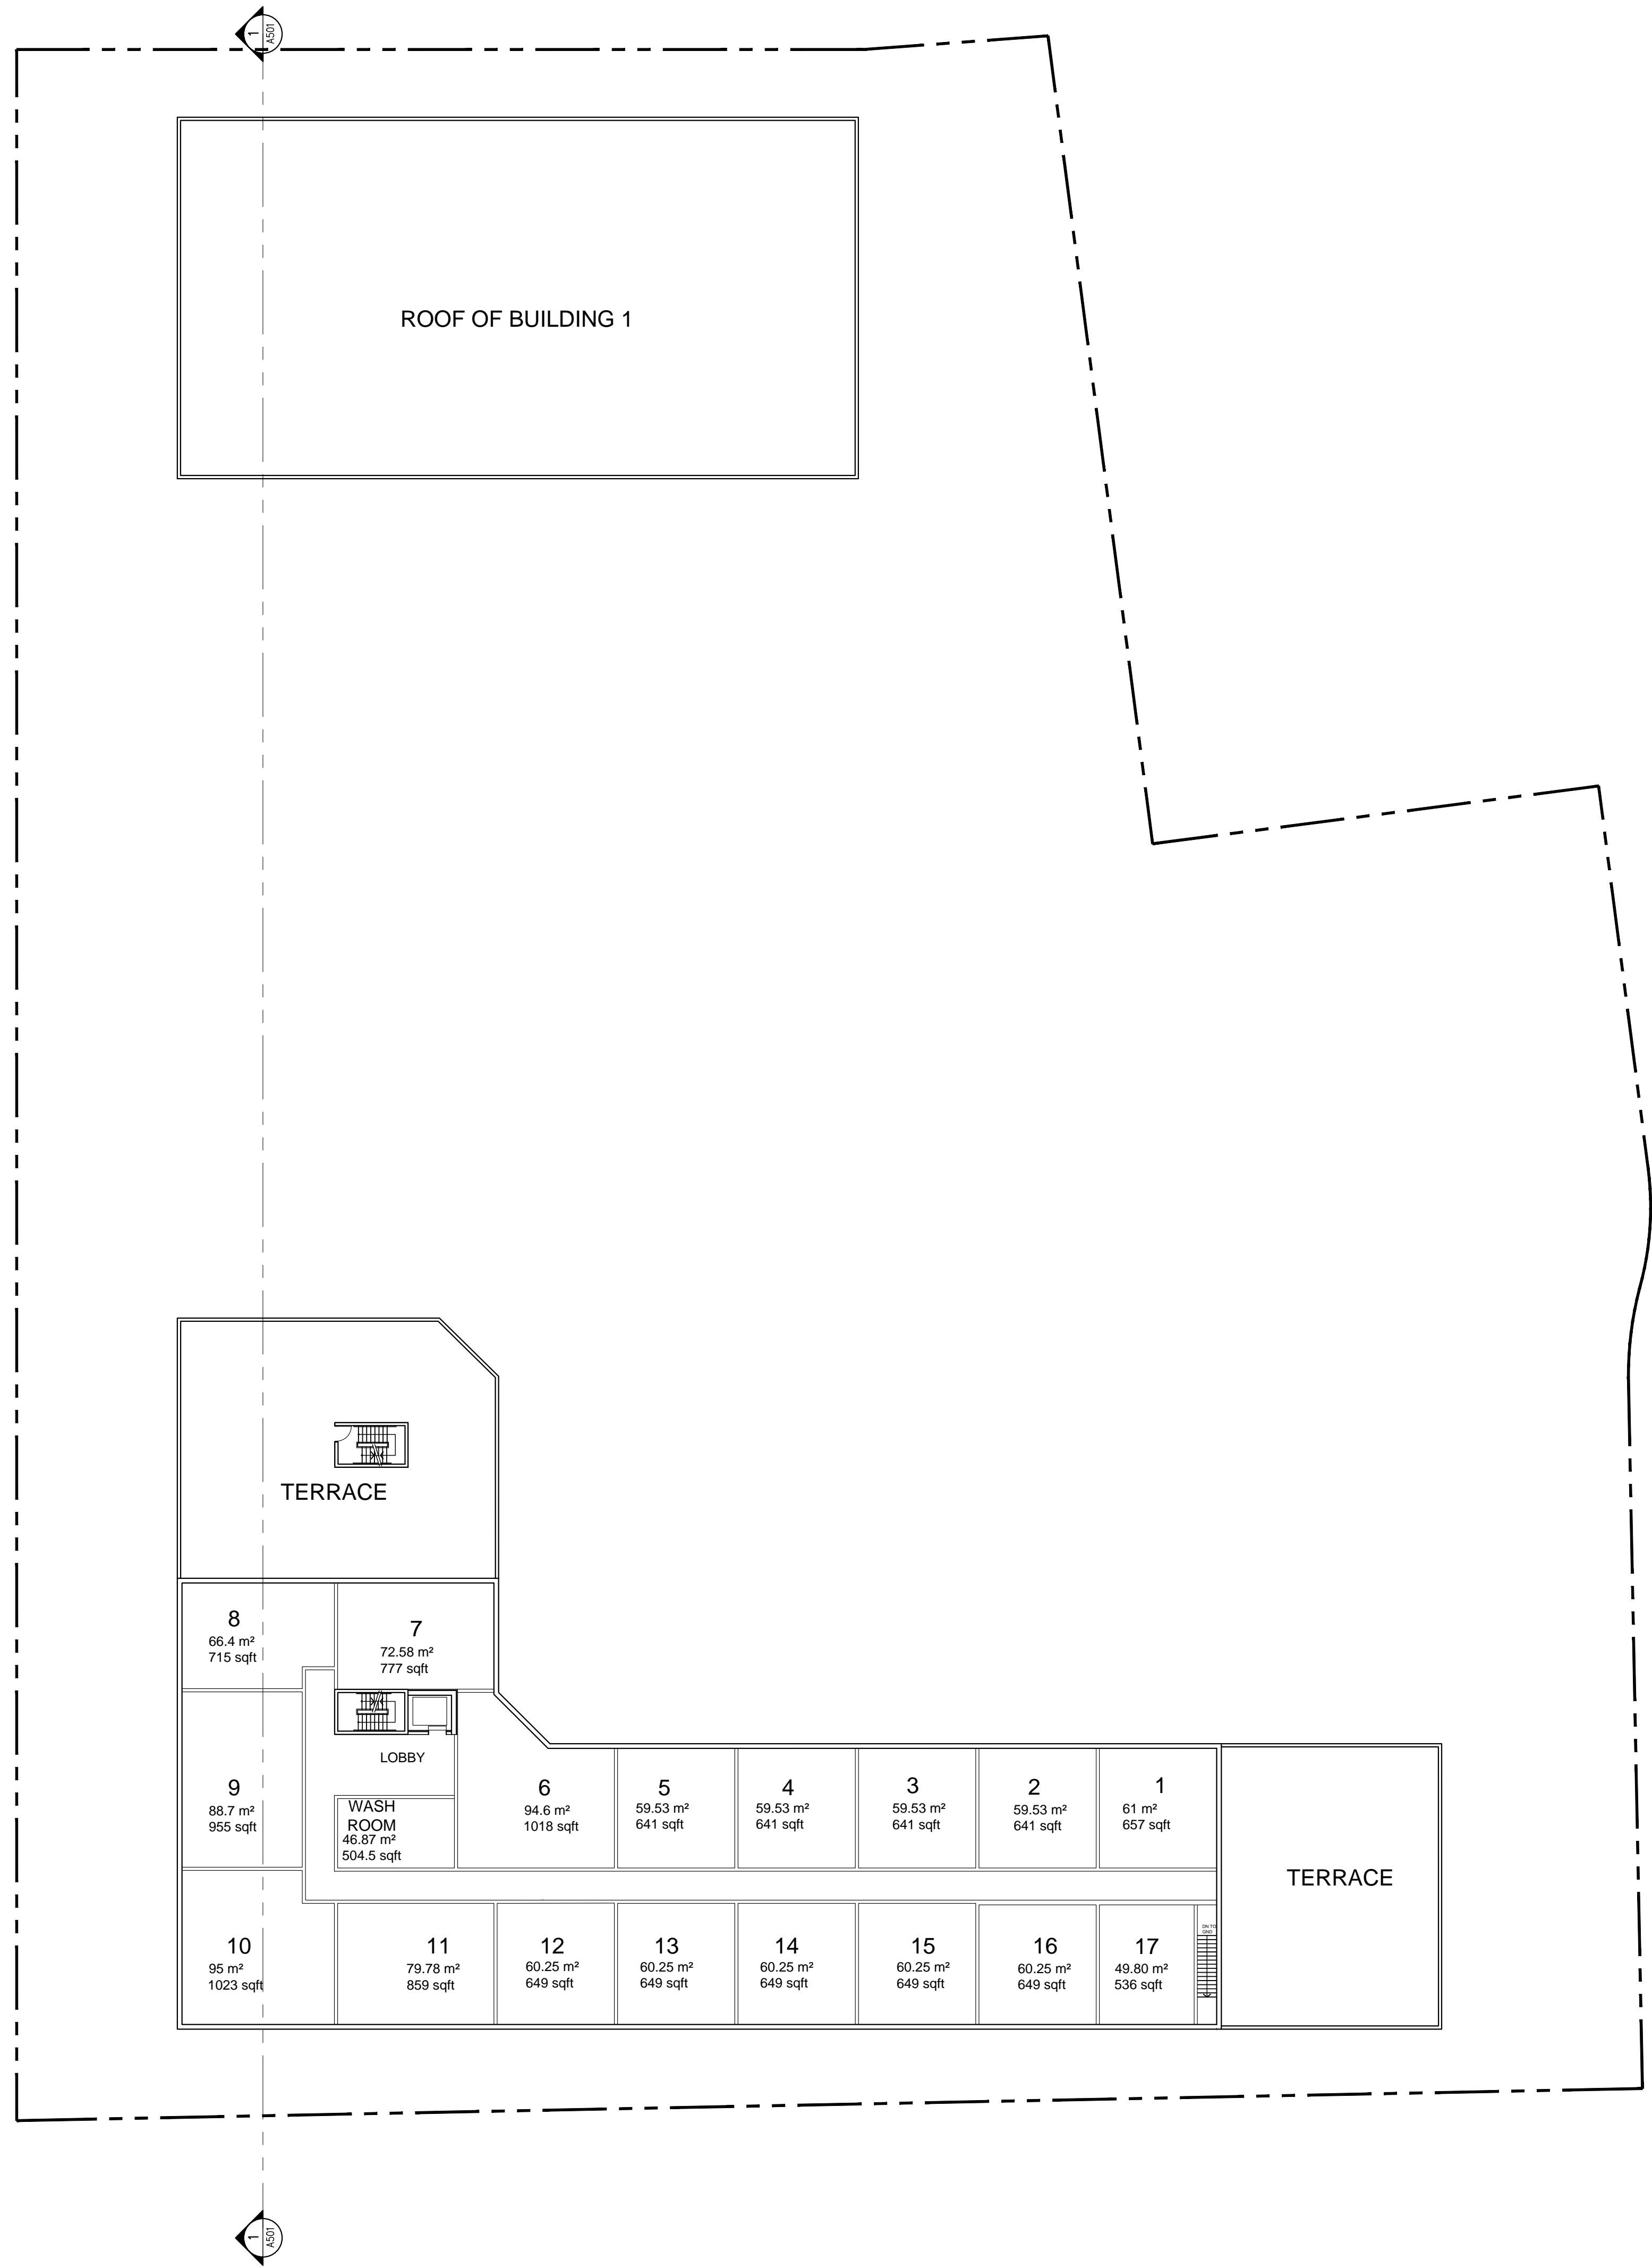 1
A501
ROOF OF BUILDING 1
TERRACE
8
66.4 m²
715 sqft
7
72.58 m²
777 sqft
LOBBY
9
88.7 m²
955 sqft
WASH
ROOM
46.87 m²
504.5 sqft
6
94.6 m²
1018 sqft
5
59.53 m²
641 sqft
4
59.53 m²
641 sqft
3
59.53 m²
641 sqft
2
59.53 m²
641 sqft
1
61 m²
657 sqft
TERRACE
10
95 m²
1023 sqft
11
79.78 m²
859 sqft
12
60.25 m²
649 sqft
13
60.25 m²
649 sqft
14
60.25 m²
649 sqft
15
60.25 m²
649 sqft
16
60.25 m²
649 sqft
17
49.80 m²
536 sqft
DN TO
GND
1
A501